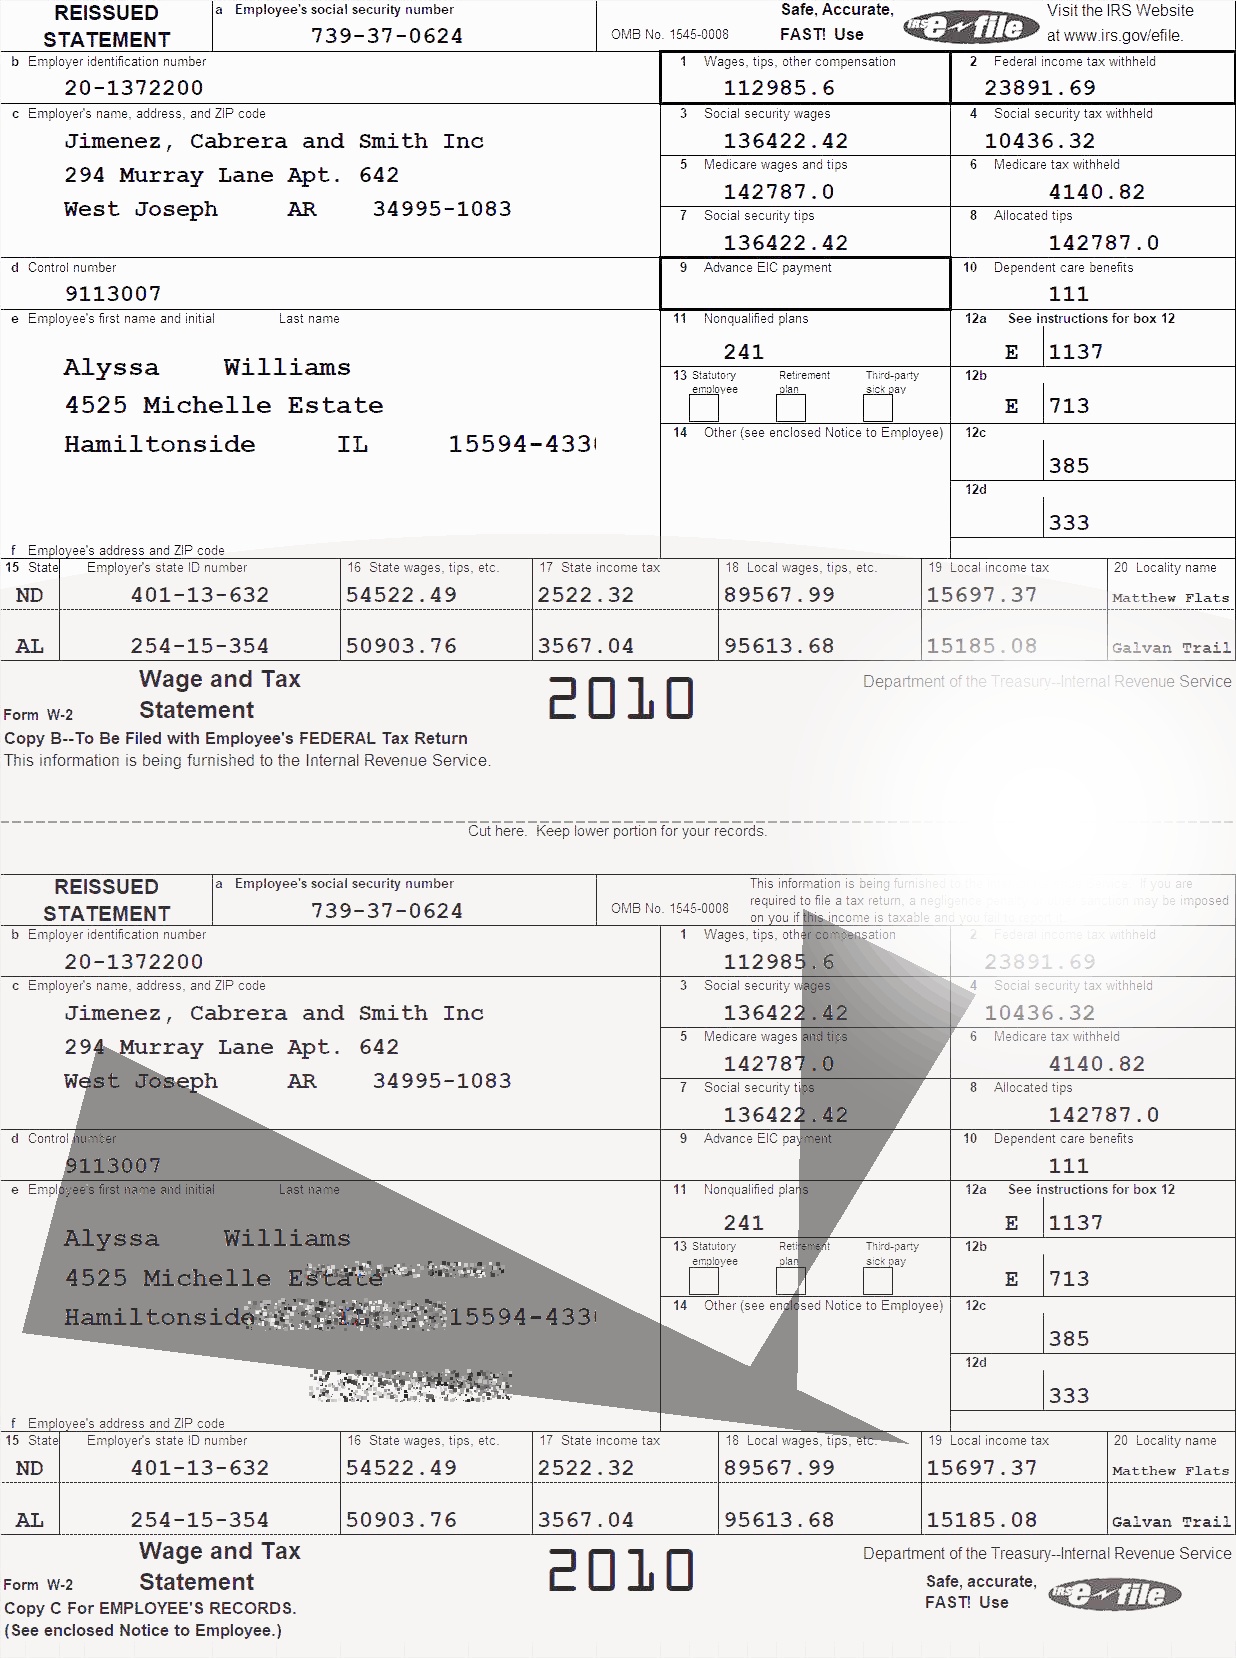 REISSUED STATEMENT
a Employee's social security number
739-37-0624
OMB No. 1545-0008
Safe, Accurate, FAST! Use
IRS e-file
Visit the IRS Website at www.irs.gov/efile.
b Employer identification number
20-1372200
1 Wages, tips, other compensation
112985.6
2 Federal income tax withheld
23891.69
c Employer's name, address, and ZIP code
Jimenez, Cabrera and Smith Inc
294 Murray Lane Apt. 642
West Joseph AR 34995-1083
3 Social security wages
136422.42
4 Social security tax withheld
10436.32
5 Medicare wages and tips
142787.0
6 Medicare tax withheld
4140.82
7 Social security tips
136422.42
8 Allocated tips
142787.0
d Control number
9113007
9 Advance EIC payment
10 Dependent care benefits
111
e Employee's first name and initial Last name
Alyssa Williams
4525 Michelle Estate
Hamiltonside IL 15594-433
11 Nonqualified plans
241
12a See instructions for box 12
E 1137
13 Statutory employee Retirement plan Third-party sick pay
12b
E 713
14 Other (see enclosed Notice to Employee)
12c
385
12d
333
f Employee's address and ZIP code
15 State Employer's state ID number 16 State wages, tips, etc. 17 State income tax 18 Local wages, tips, etc. 19 Local income tax 20 Locality name
ND 401-13-632 54522.49 2522.32 89567.99 15697.37 Matthew Flats
AL 254-15-354 50903.76 3567.04 95613.68 15185.08 Galvan Trail
Form W-2 Wage and Tax Statement 2010 Department of the Treasury--Internal Revenue Service
Copy B--To Be Filed with Employee's FEDERAL Tax Return
This information is being furnished to the Internal Revenue Service.
Cut here. Keep lower portion for your records.
REISSUED STATEMENT
a Employee's social security number
739-37-0624
OMB No. 1545-0008
This information is being furnished to you are
required to file a tax return, a negligence may be imposed
on you if this income is taxable and you
b Employer identification number
20-1372200
1 Wages, tips, other compensation
112985.6
2 Federal income tax withheld
23891.69
c Employer's name, address, and ZIP code
Jimenez, Cabrera and Smith Inc
294 Murray Lane Apt. 642
West Joseph AR 34995-1083
3 Social security wages
136422.42
4 Social security tax withheld
10436.32
5 Medicare wages and tips
142787.0
6 Medicare tax withheld
4140.82
7 Social security tips
136422.42
8 Allocated tips
142787.0
d Control number
9113007
9 Advance EIC payment
10 Dependent care benefits
111
e Employee's first name and initial Last name
Alyssa Williams
4525 Michelle Estate
Hamiltonside IL 15594-433
11 Nonqualified plans
241
12a See instructions for box 12
E 1137
13 Statutory employee Retirement plan Third-party sick pay
12b
E 713
14 Other (see enclosed Notice to Employee)
12c
385
12d
333
f Employee's address and ZIP code
15 State Employer's state ID number 16 State wages, tips, etc. 17 State income tax 18 Local wages, tips, etc. 19 Local income tax 20 Locality name
ND 401-13-632 54522.49 2522.32 89567.99 15697.37 Matthew Flats
AL 254-15-354 50903.76 3567.04 95613.68 15185.08 Galvan Trail
Form W-2 Wage and Tax Statement 2010 Department of the Treasury--Internal Revenue Service
Safe, accurate, FAST! Use
IRS e-file
Copy C For EMPLOYEE'S RECORDS.
(See enclosed Notice to Employee.)